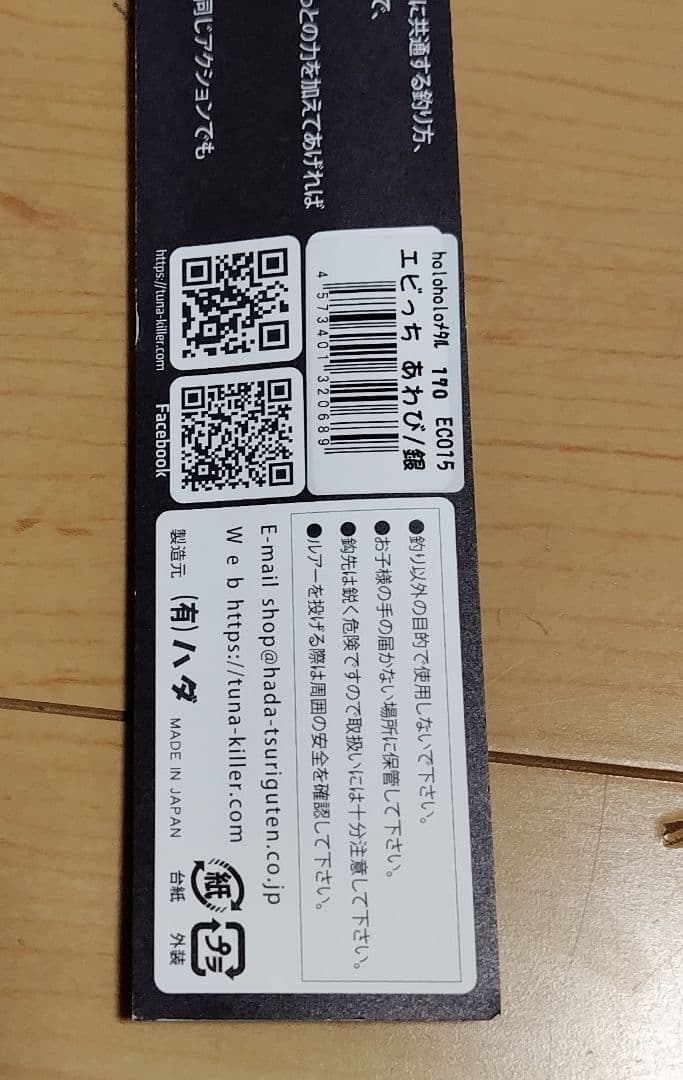 に共通する釣り方、
で、
っとの力を加えてあげれば
同じアクションでも
holoholoメタル 170 EC015
エビっち あわび/銀
4 573401 320689
https://tuna-killer.com
Facebook
●釣り以外の目的で使用しないで下さい。
●お子様の手の届かない場所に保管して下さい。
●鈎先は鋭く危険ですので取扱いには十分注意して下さい。
●ルアーを投げる際は周囲の安全を確認して下さい。
E-mail shop@hada-tsuriguten.co.jp
Web https://tuna-killer.com
製造元 (有)ハダ MADE IN JAPAN
紙 台紙
プラ 外装